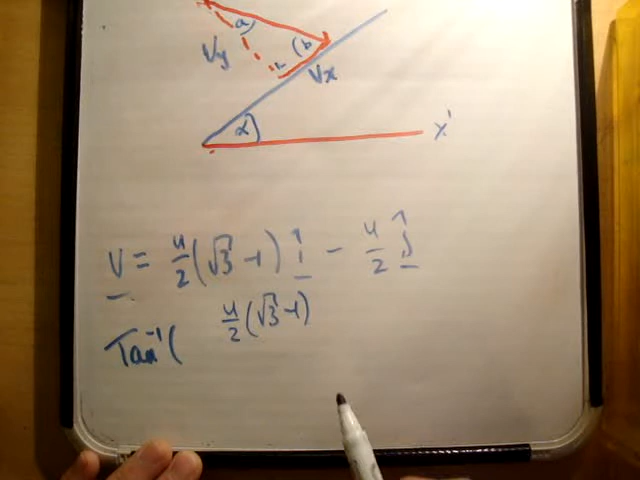 a
Vy
b
Vx
α
x'
V = u/2(√3 -1) î - u/2 ĵ
Tan⁻¹( u/2(√3-1)